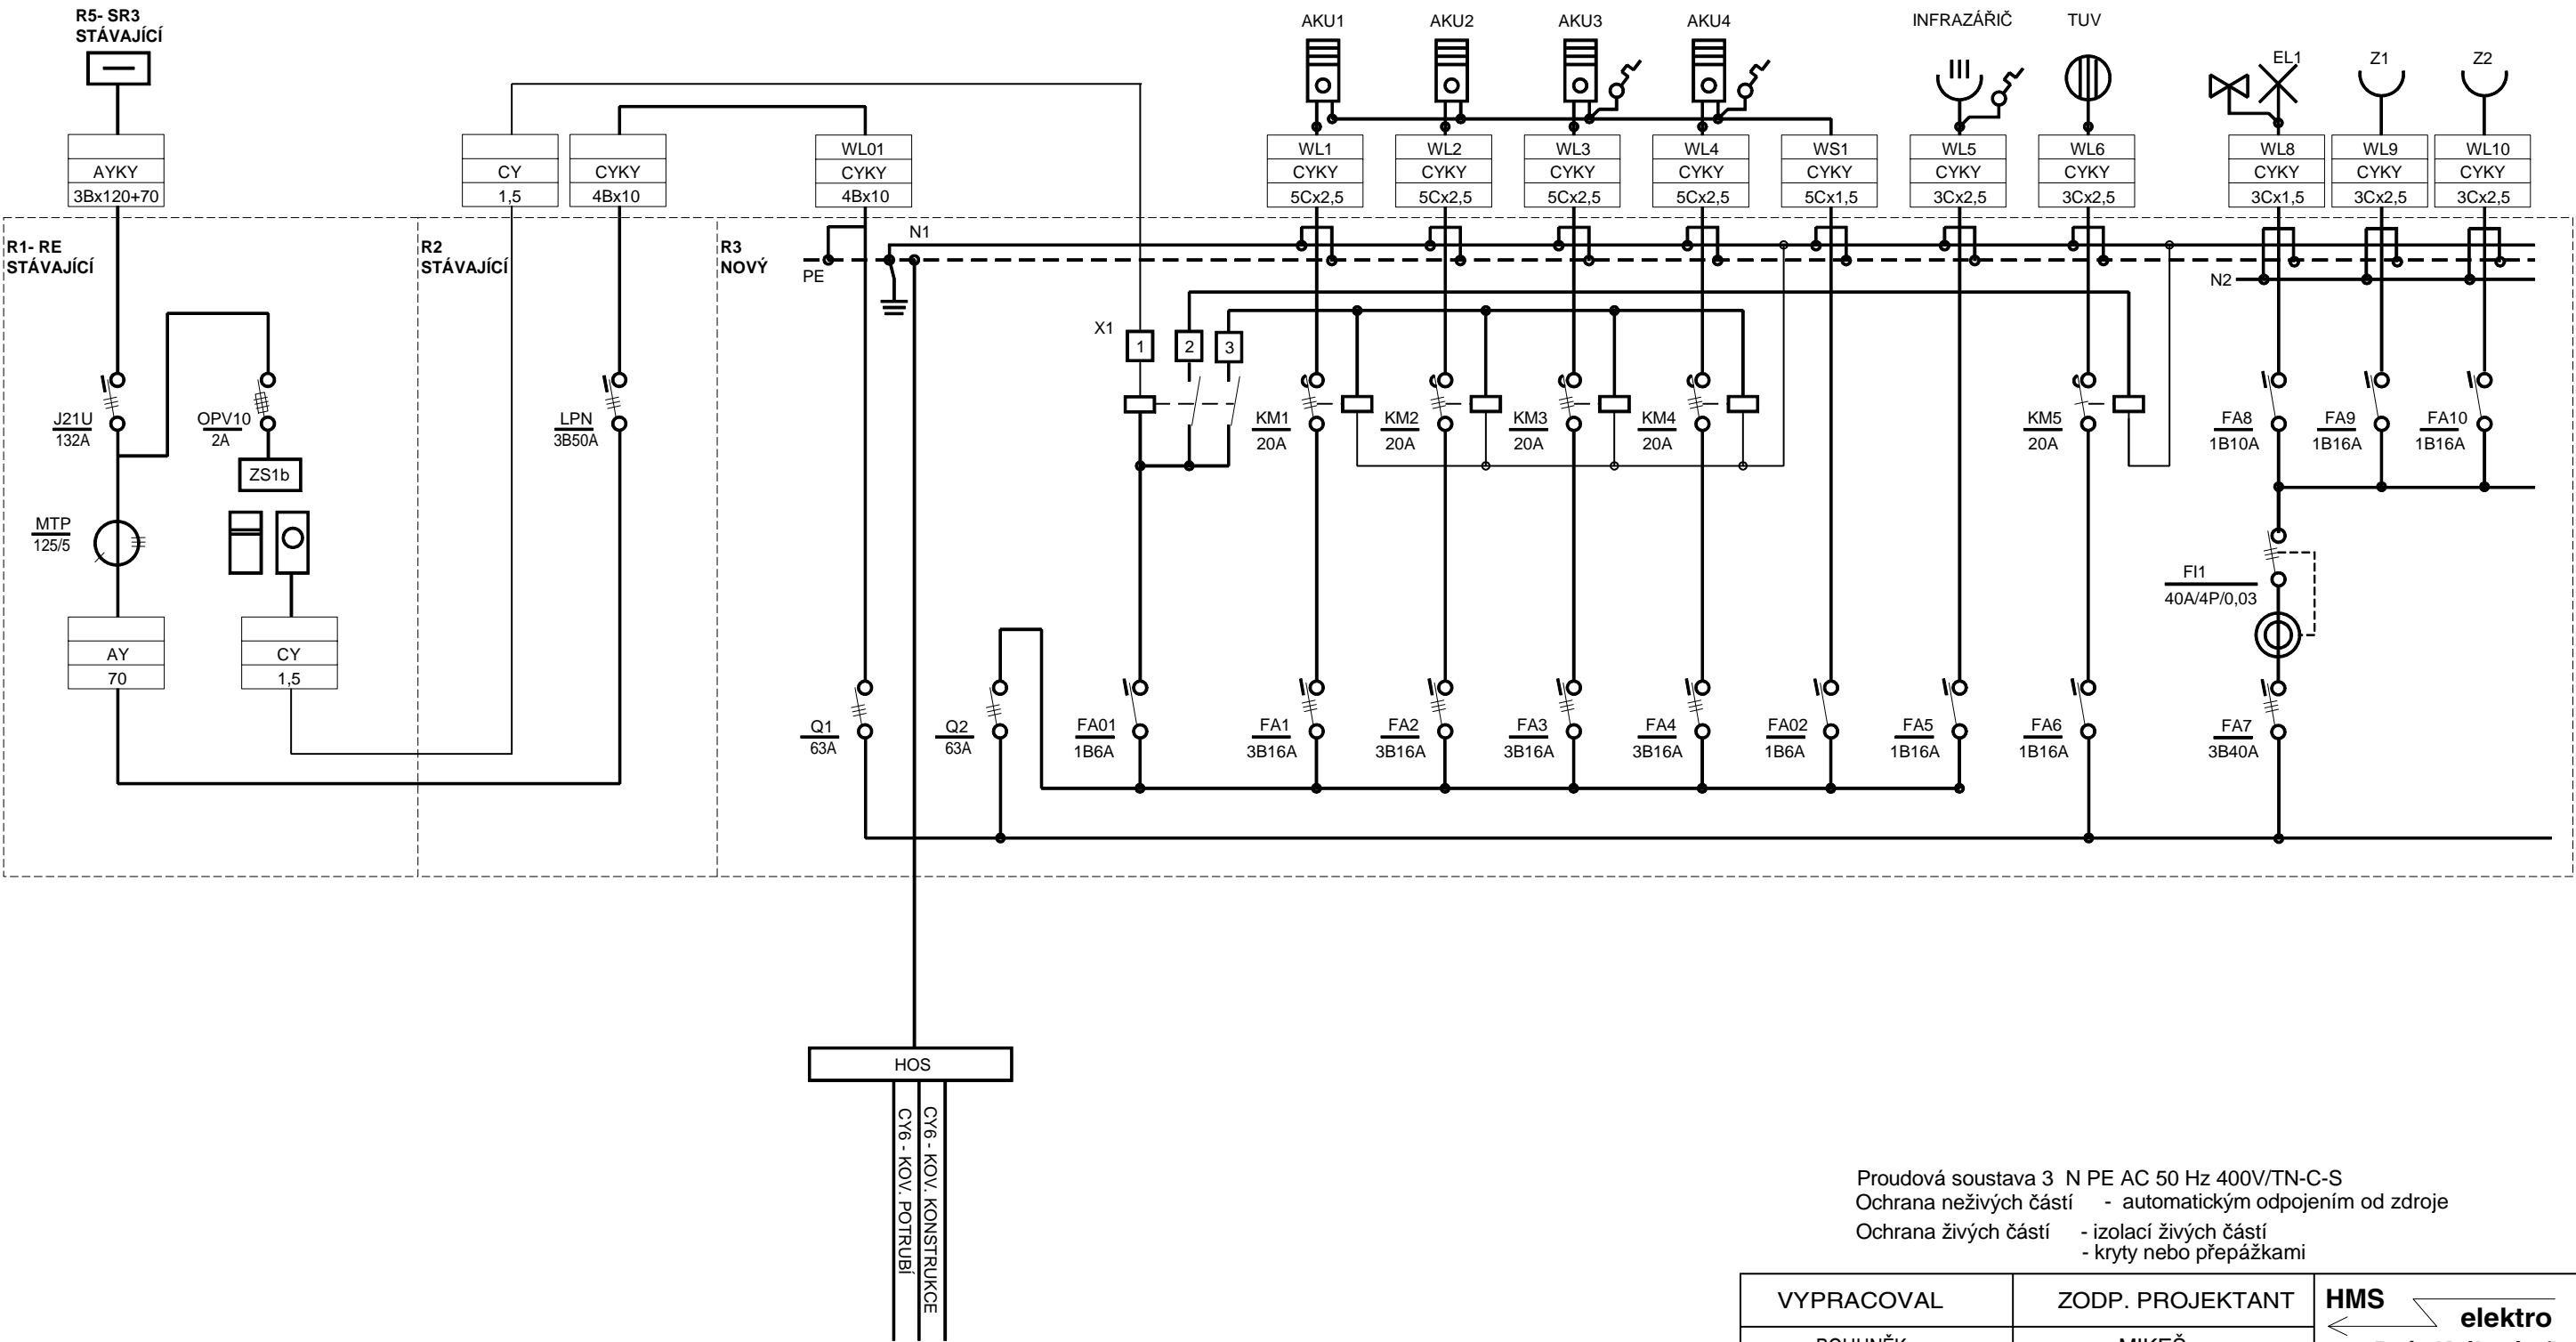 R5- SR3
STÁVAJÍCÍ
AKU1
AKU2
AKU3
AKU4
INFRAZÁŘIČ
TUV
EL1
Z1
Z2
AYKY
3Bx120+70
CY
1,5
CYKY
4Bx10
WL01
CYKY
4Bx10
WL1
CYKY
5Cx2,5
WL2
CYKY
5Cx2,5
WL3
CYKY
5Cx2,5
WL4
CYKY
5Cx2,5
WS1
CYKY
5Cx1,5
WL5
CYKY
3Cx2,5
WL6
CYKY
3Cx2,5
WL8
CYKY
3Cx1,5
WL9
CYKY
3Cx2,5
WL10
CYKY
3Cx2,5
R1- RE
STÁVAJÍCÍ
R2
STÁVAJÍCÍ
R3
NOVÝ
N1
PE
N2
X1
1
2
3
J21U
132A
OPV10
2A
ZS1b
LPN
3B50A
KM1
20A
KM2
20A
KM3
20A
KM4
20A
KM5
20A
FA8
1B10A
FA9
1B16A
FA10
1B16A
MTP
125/5
FI1
40A/4P/0,03
AY
70
CY
1,5
Q1
63A
Q2
63A
FA01
1B6A
FA1
3B16A
FA2
3B16A
FA3
3B16A
FA4
3B16A
FA02
1B6A
FA5
1B16A
FA6
1B16A
FA7
3B40A
HOS
CY6 - KOV. POTRUBÍ
CY6 - KOV. KONSTRUKCE
Proudová soustava 3 N PE AC 50 Hz 400V/TN-C-S
Ochrana neživých částí - automatickým odpojením od zdroje
Ochrana živých částí - izolací živých částí
- kryty nebo přepážkami
VYPRACOVAL
ZODP. PROJEKTANT
HMS
elektro